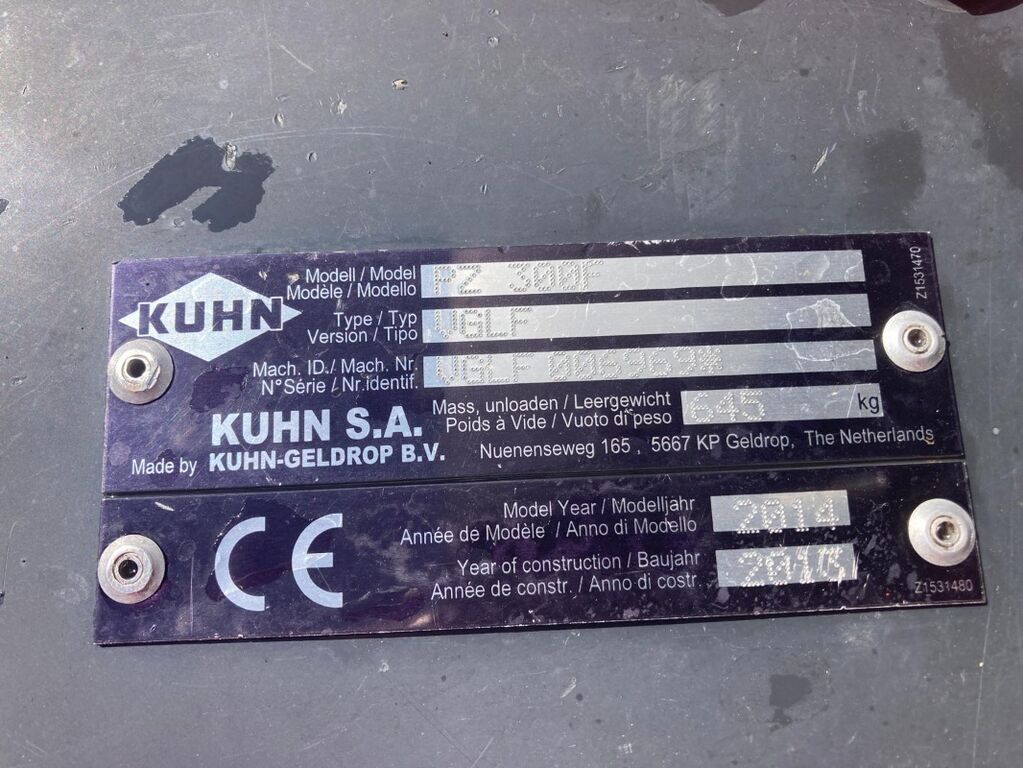 KUHN
Modell / Model PZ 300F
Modèle / Modello
Type / Typ VGLF
Version / Tipo
Mach. ID./ Mach. Nr. VGLF 006969*
N°Série / Nr.identif.
KUHN S.A.
Made by KUHN-GELDROP B.V.
Mass, unloaden / Leergewicht 645 kg
Poids à Vide / Vuoto di peso
Nuenenseweg 165 , 5667 KP Geldrop, The Netherlands
Z1531470
CE
Model Year / Modelljahr 2014
Année de Modèle / Anno di Modello
Year of construction / Baujahr
Année de constr. / Anno di costr.
Z1531480